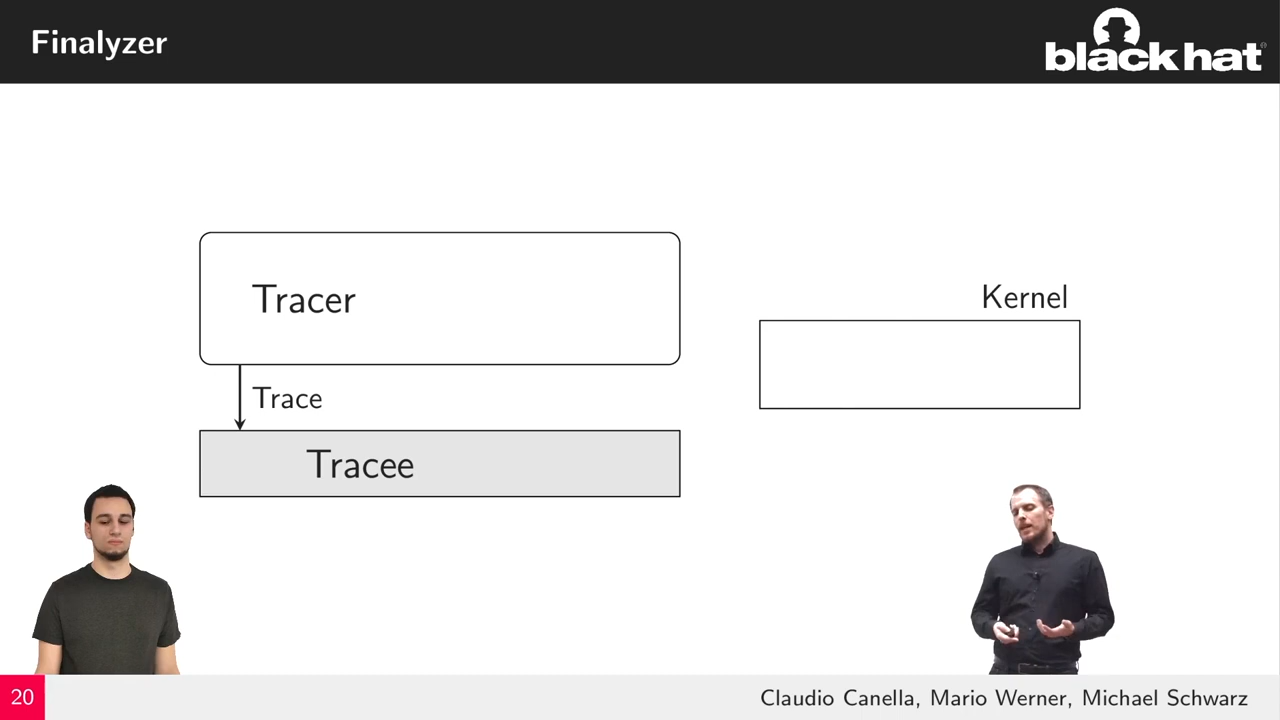 Finalyzer
black hat®
Tracer
Kernel
Trace
Tracee
20
Claudio Canella, Mario Werner, Michael Schwarz